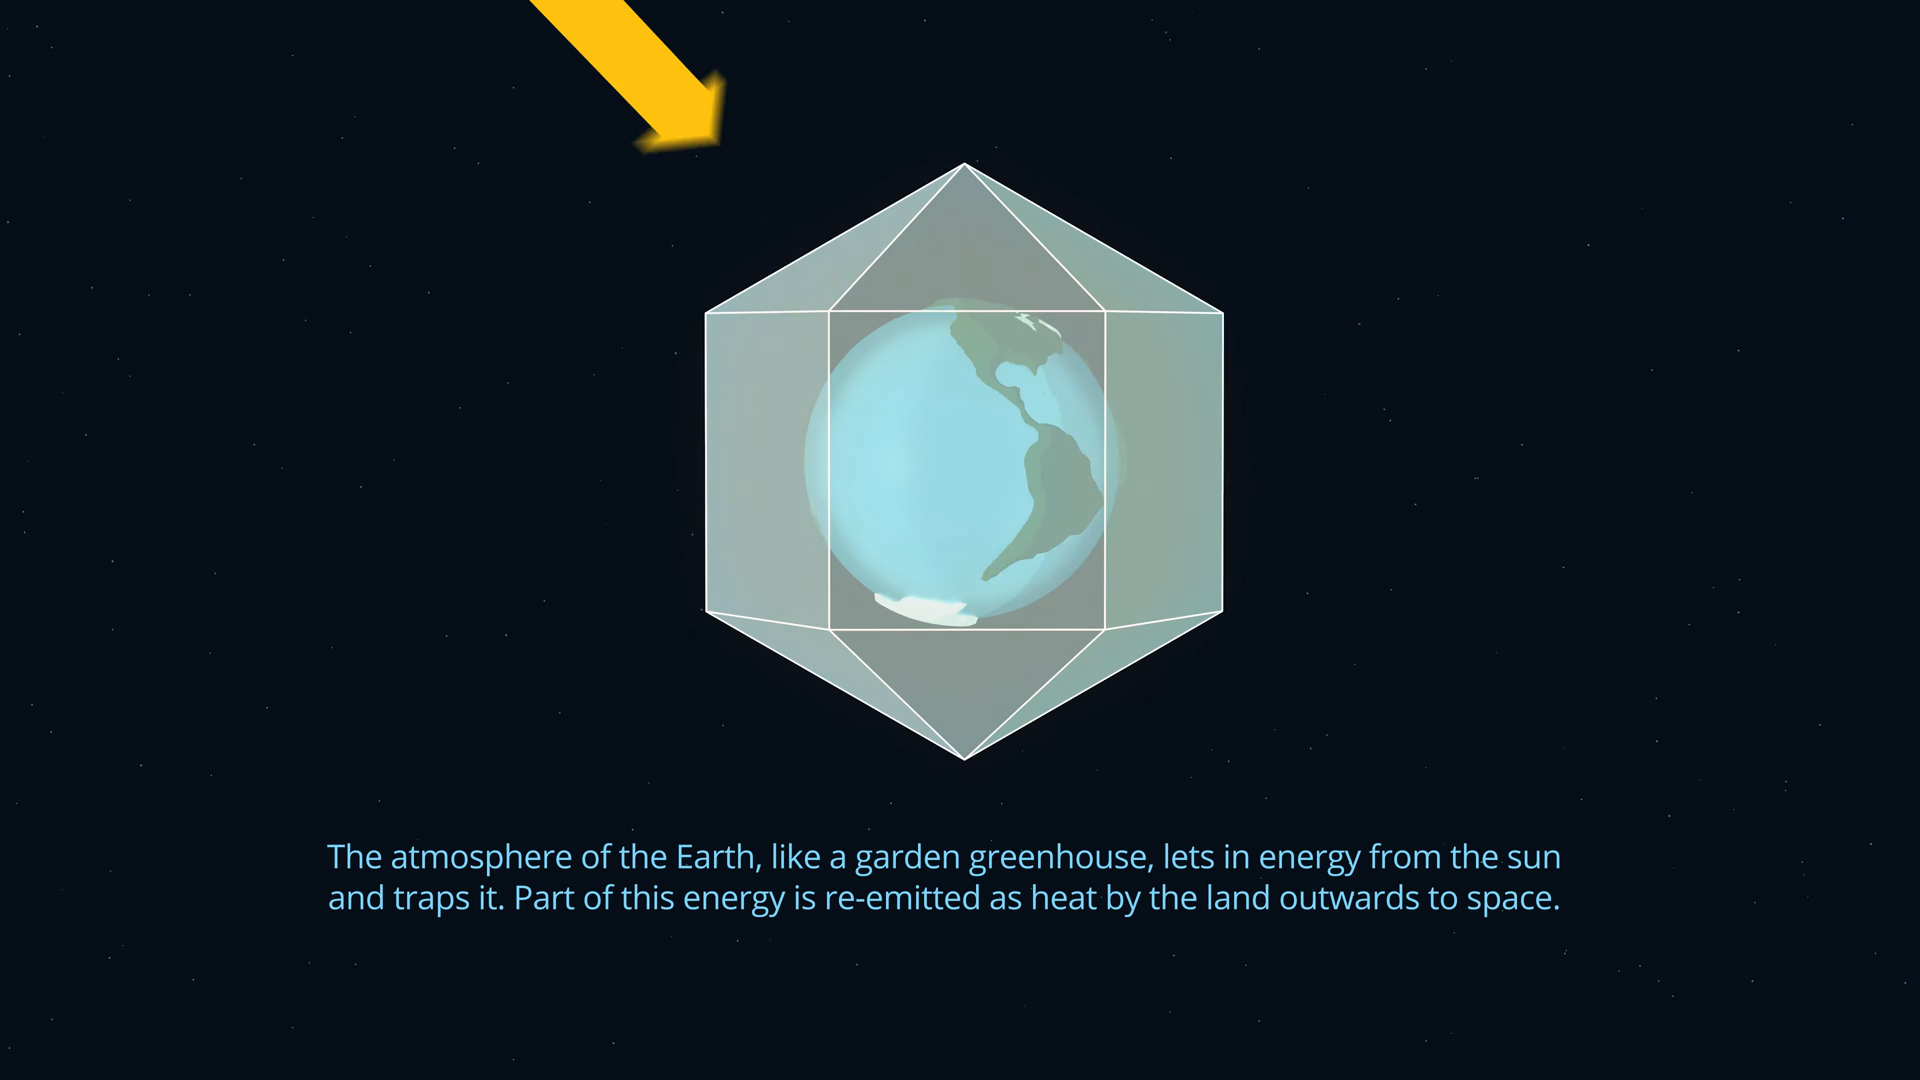 The atmosphere of the Earth, like a garden greenhouse, lets in energy from the sun
and traps it. Part of this energy is re-emitted as heat by the land outwards to space.